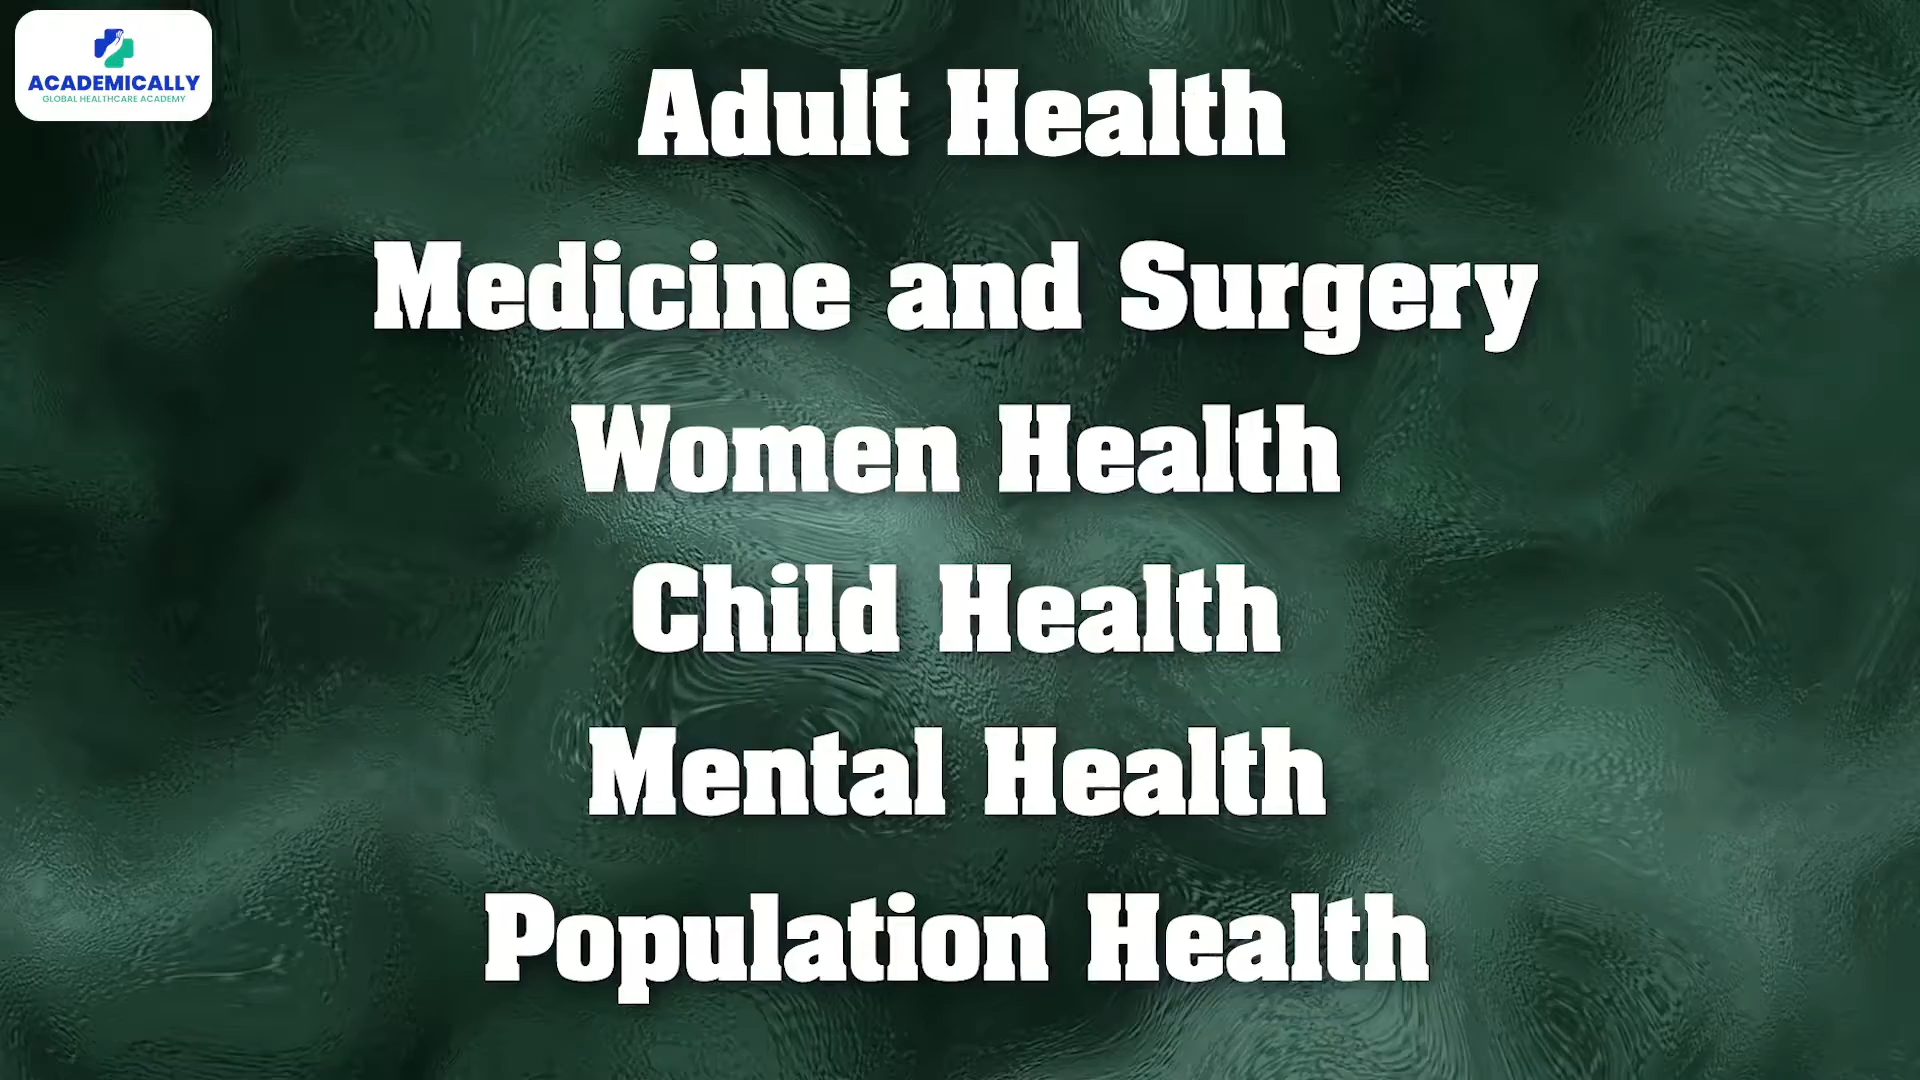 ACADEMICALLY
GLOBAL HEALTHCARE ACADEMY
Adult Health
Medicine and Surgery
Women Health
Child Health
Mental Health
Population Health